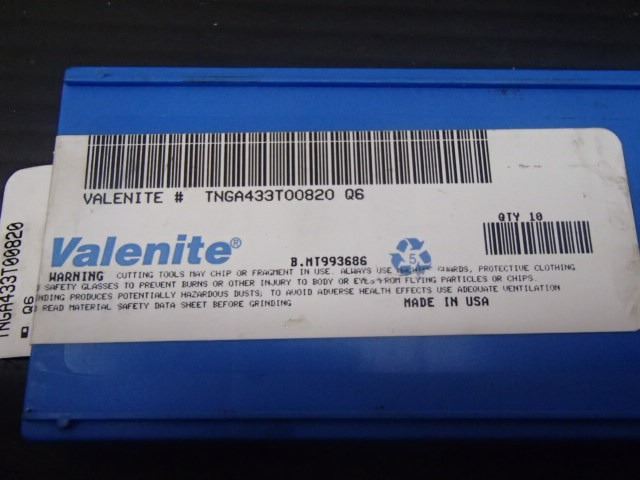 VALENITE # TNGA433T00820 Q6
QTY 10
Valenite®
B.MT993686
5
WARNING CUTTING TOOLS MAY CHIP OR FRAGMENT IN USE. ALWAYS USE GUARDS, PROTECTIVE CLOTHING
SAFETY GLASSES TO PREVENT BURNS OR OTHER INJURY TO BODY OR EYES FROM FLYING PARTICLES OR CHIPS.
NDING PRODUCES POTENTIALLY HAZARDOUS DUSTS; TO AVOID ADVERSE HEALTH EFFECTS USE ADEQUATE VENTILATION
D READ MATERIAL SAFETY DATA SHEET BEFORE GRINDING
MADE IN USA
TNGA433T00820
Q6